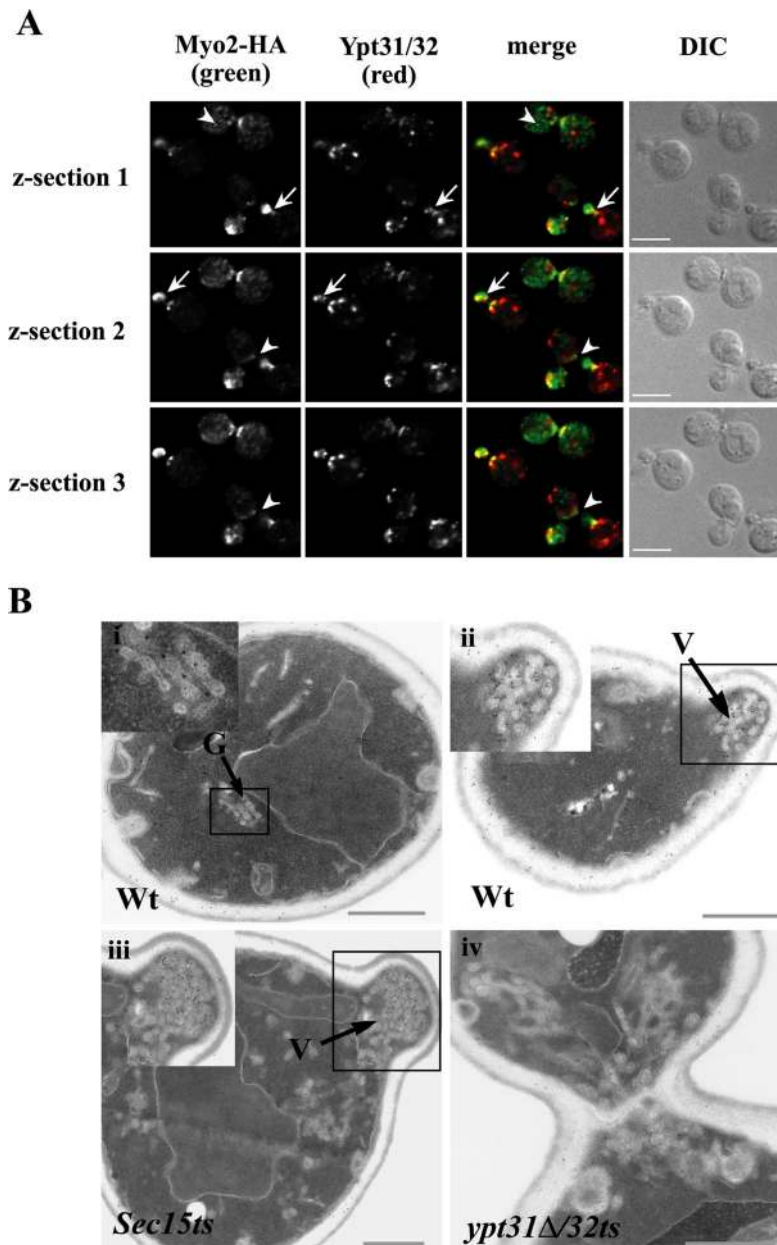 A
Myo2-HA (green)
Ypt31/32 (red)
merge
DIC
z-section 1
z-section 2
z-section 3
B
i
G
Wt
ii
V
Wt
iii
V
Sec15ts
iv
ypt31Δ/32ts